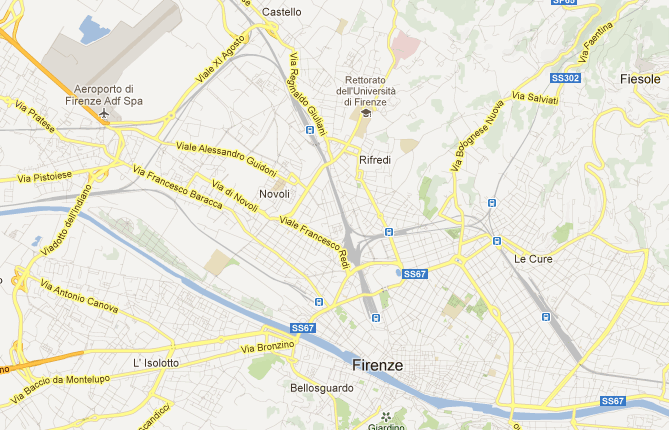 SP65
Castello
Via Faentina
Viale XI Agosto
Via Reginaldo Giuliani
Fiesole
SS302
Rettorato
dell'Università
di Firenze
Aeroporto di
Firenze Adf Spa
Via Salviati
Via Pratese
Via Bolognese Nuova
Viale Alessandro Guidoni
Rifredi
Via Pistoiese
Via Francesco Baracca
Via di Novoli
Novoli
Viadotto dell'Indiano
Viale Francesco Redi
Le Cure
SS67
Via Antonio Canova
SS67
Via Bronzino
L' Isolotto
Firenze
no
Via Baccio da Montelupo
Bellosguardo
SS67
Scandicci
Giardino